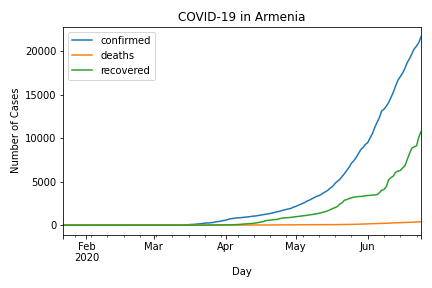 COVID-19 in Armenia
confirmed
deaths
recovered
Number of Cases
20000
15000
10000
5000
0
Feb
2020
Mar
Apr
May
Jun
Day